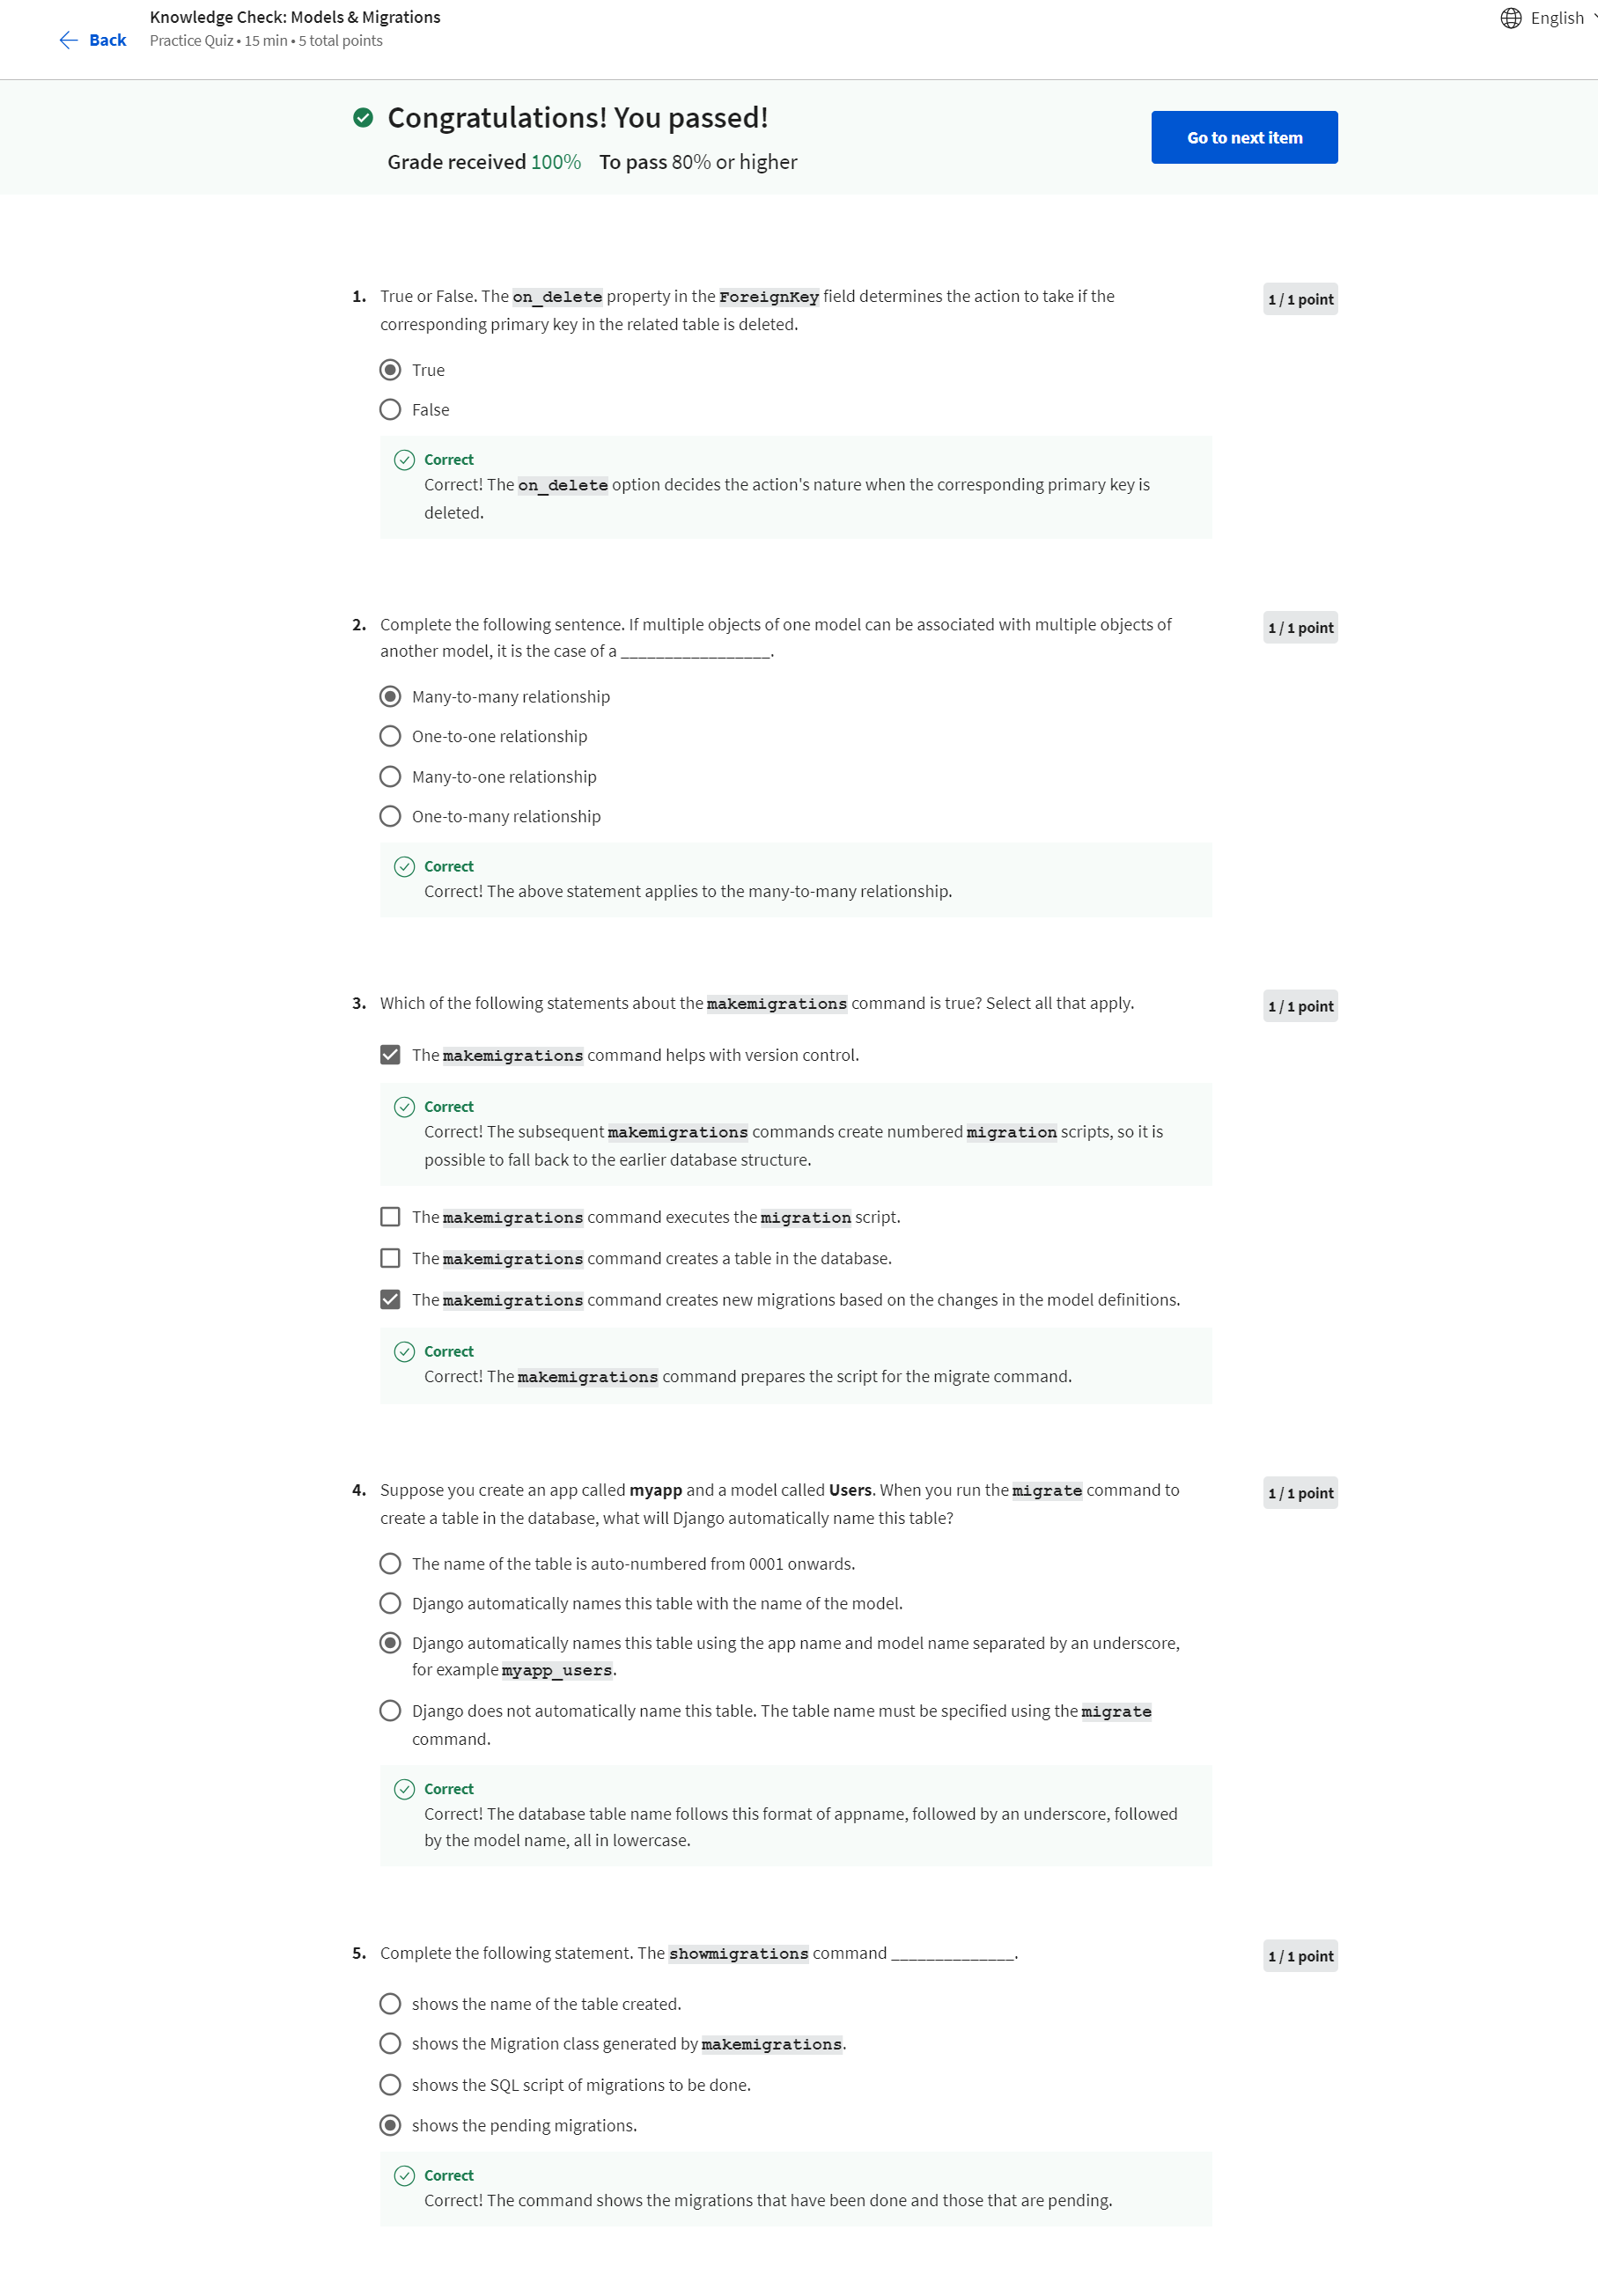 Knowledge Check: Models & Migrations
Back
Practice Quiz • 15 min • 5 total points
English
Congratulations! You passed!
Grade received 100% To pass 80% or higher
Go to next item
1. True or False. The on_delete property in the ForeignKey field determines the action to take if the
corresponding primary key in the related table is deleted.
1 / 1 point
True
False
Correct
Correct! The on_delete option decides the action's nature when the corresponding primary key is
deleted.
2. Complete the following sentence. If multiple objects of one model can be associated with multiple objects of
another model, it is the case of a _________________.
1 / 1 point
Many-to-many relationship
One-to-one relationship
Many-to-one relationship
One-to-many relationship
Correct
Correct! The above statement applies to the many-to-many relationship.
3. Which of the following statements about the makemigrations command is true? Select all that apply.
1 / 1 point
The makemigrations command helps with version control.
Correct
Correct! The subsequent makemigrations commands create numbered migration scripts, so it is
possible to fall back to the earlier database structure.
The makemigrations command executes the migration script.
The makemigrations command creates a table in the database.
The makemigrations command creates new migrations based on the changes in the model definitions.
Correct
Correct! The makemigrations command prepares the script for the migrate command.
4. Suppose you create an app called myapp and a model called Users. When you run the migrate command to
create a table in the database, what will Django automatically name this table?
1 / 1 point
The name of the table is auto-numbered from 0001 onwards.
Django automatically names this table with the name of the model.
Django automatically names this table using the app name and model name separated by an underscore,
for example myapp_users.
Django does not automatically name this table. The table name must be specified using the migrate
command.
Correct
Correct! The database table name follows this format of appname, followed by an underscore, followed
by the model name, all in lowercase.
5. Complete the following statement. The showmigrations command ______________.
1 / 1 point
shows the name of the table created.
shows the Migration class generated by makemigrations.
shows the SQL script of migrations to be done.
shows the pending migrations.
Correct
Correct! The command shows the migrations that have been done and those that are pending.